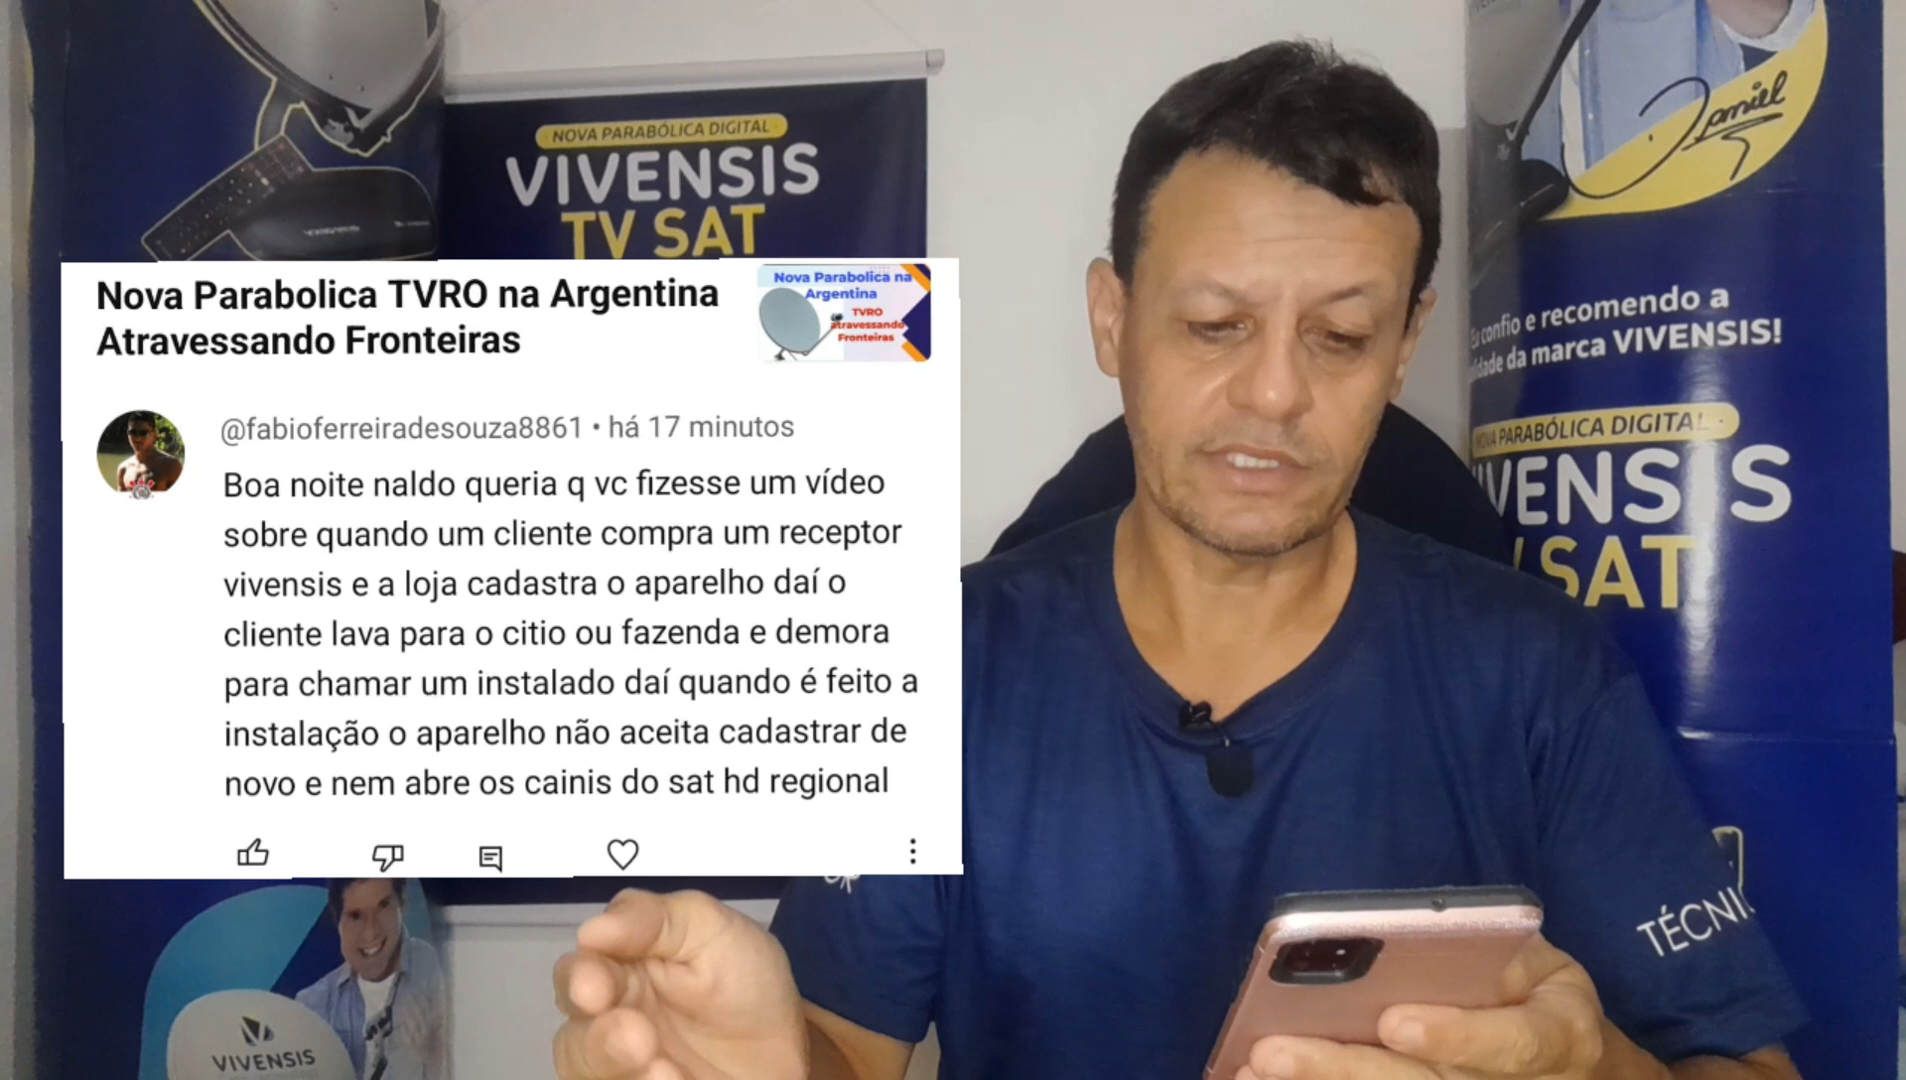 NOVA PARABÓLICA DIGITAL
VIVENSIS
TV SAT
Nova Parabolica TVRO na Argentina
Atravessando Fronteiras
Nova Parabolica na
Argentina
TVRO
atravessando
Fronteiras
@fabioferreiradesouza8861 • há 17 minutos
Boa noite naldo queria q vc fizesse um vídeo
sobre quando um cliente compra um receptor
vivensis e a loja cadastra o aparelho daí o
cliente lava para o citio ou fazenda e demora
para chamar um instalado daí quando é feito a
instalação o aparelho não aceita cadastrar de
novo e nem abre os cainis do sat hd regional
VIVENSIS
Daniel
Eu confio e recomendo a
lidade da marca VIVENSIS!
NOVA PARABÓLICA DIGITAL
VIVENSIS
V SAT
TÉCNI